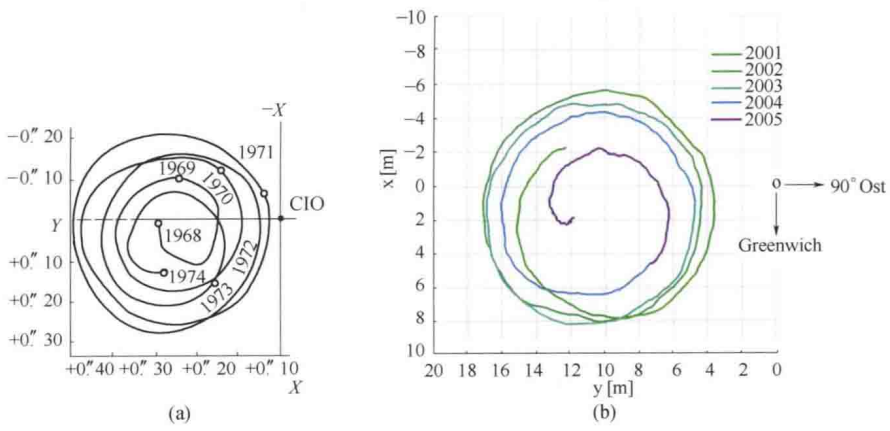 −X
−0."20
−0."10
Y
+0."10
+0."20
+0."30
1971
1969
1970
1968
1974
1972
1973
CIO
+0."40 +0."30 +0."20 +0."10
X
(a)
(b)
−10
−8
−6
−4
−2
0
2
4
6
8
10
x [m]
20 18 16 14 12 10 8 6 4 2 0
y [m]
2001
2002
2003
2004
2005
90° Ost
Greenwich